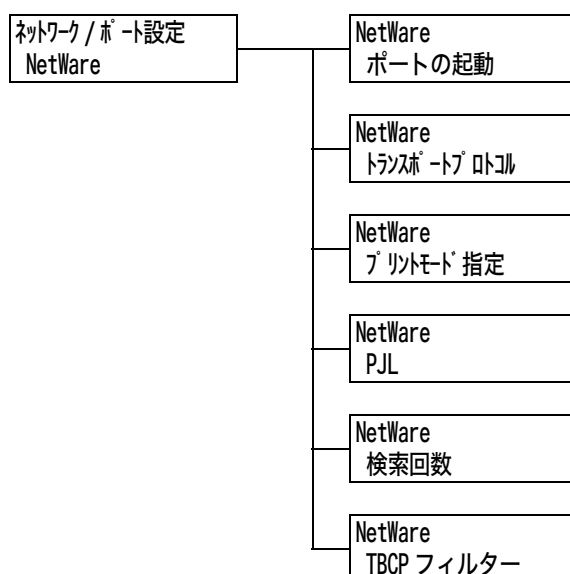 ﾈｯﾄﾜｰｸ / ﾎﾟｰﾄ設定
NetWare
NetWare
ポートの起動
NetWare
ﾄﾗﾝｽﾎﾟｰﾄﾌﾟﾛﾄｺﾙ
NetWare
ﾌﾟﾘﾝﾄﾓｰﾄﾞ指定
NetWare
PJL
NetWare
検索回数
NetWare
TBCP フィルター